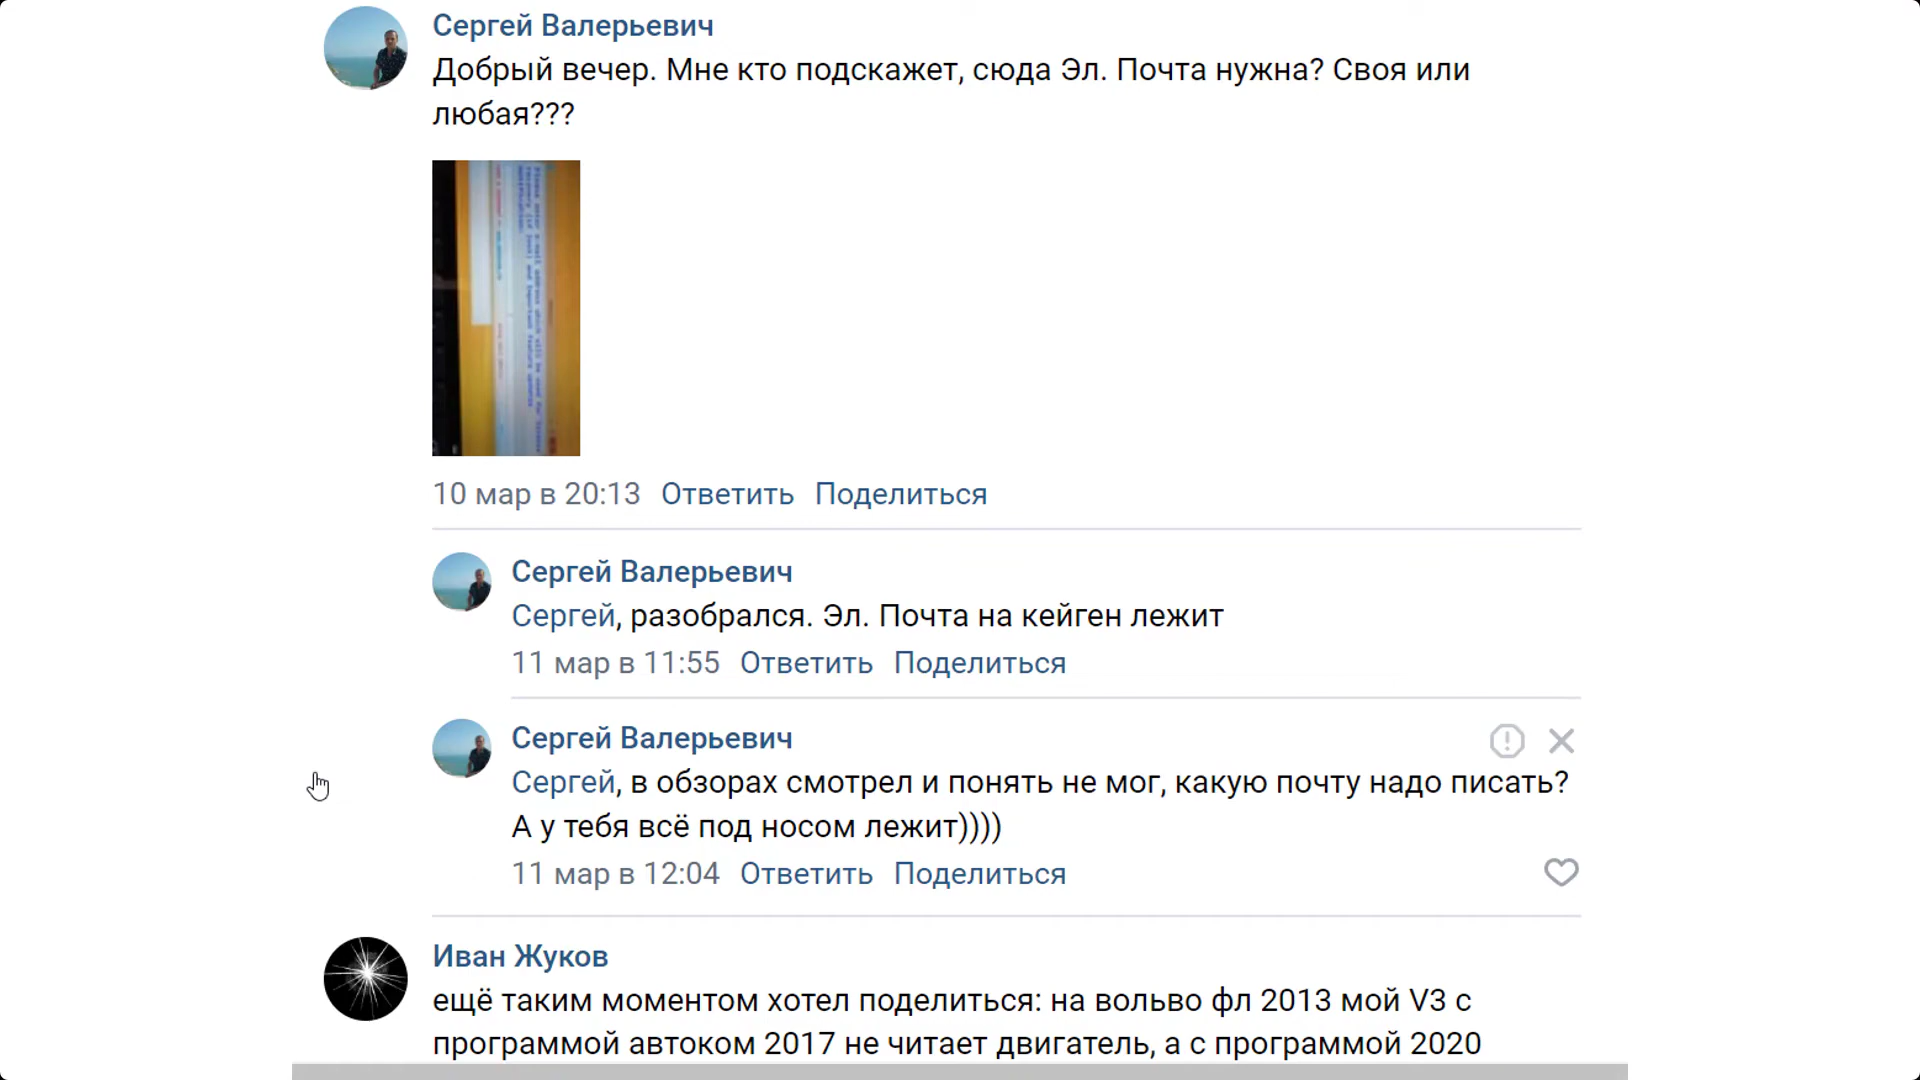 Сергей Валерьевич
Добрый вечер. Мне кто подскажет, сюда Эл. Почта нужна? Своя или
любая???
10 мар в 20:13 Ответить Поделиться
Сергей Валерьевич
Сергей, разобрался. Эл. Почта на кейген лежит
11 мар в 11:55 Ответить Поделиться
Сергей Валерьевич
Сергей, в обзорах смотрел и понять не мог, какую почту надо писать?
А у тебя всё под носом лежит))))
11 мар в 12:04 Ответить Поделиться
Иван Жуков
ещё таким моментом хотел поделиться: на вольво фл 2013 мой V3 с
программой автоком 2017 не читает двигатель, а с программой 2020